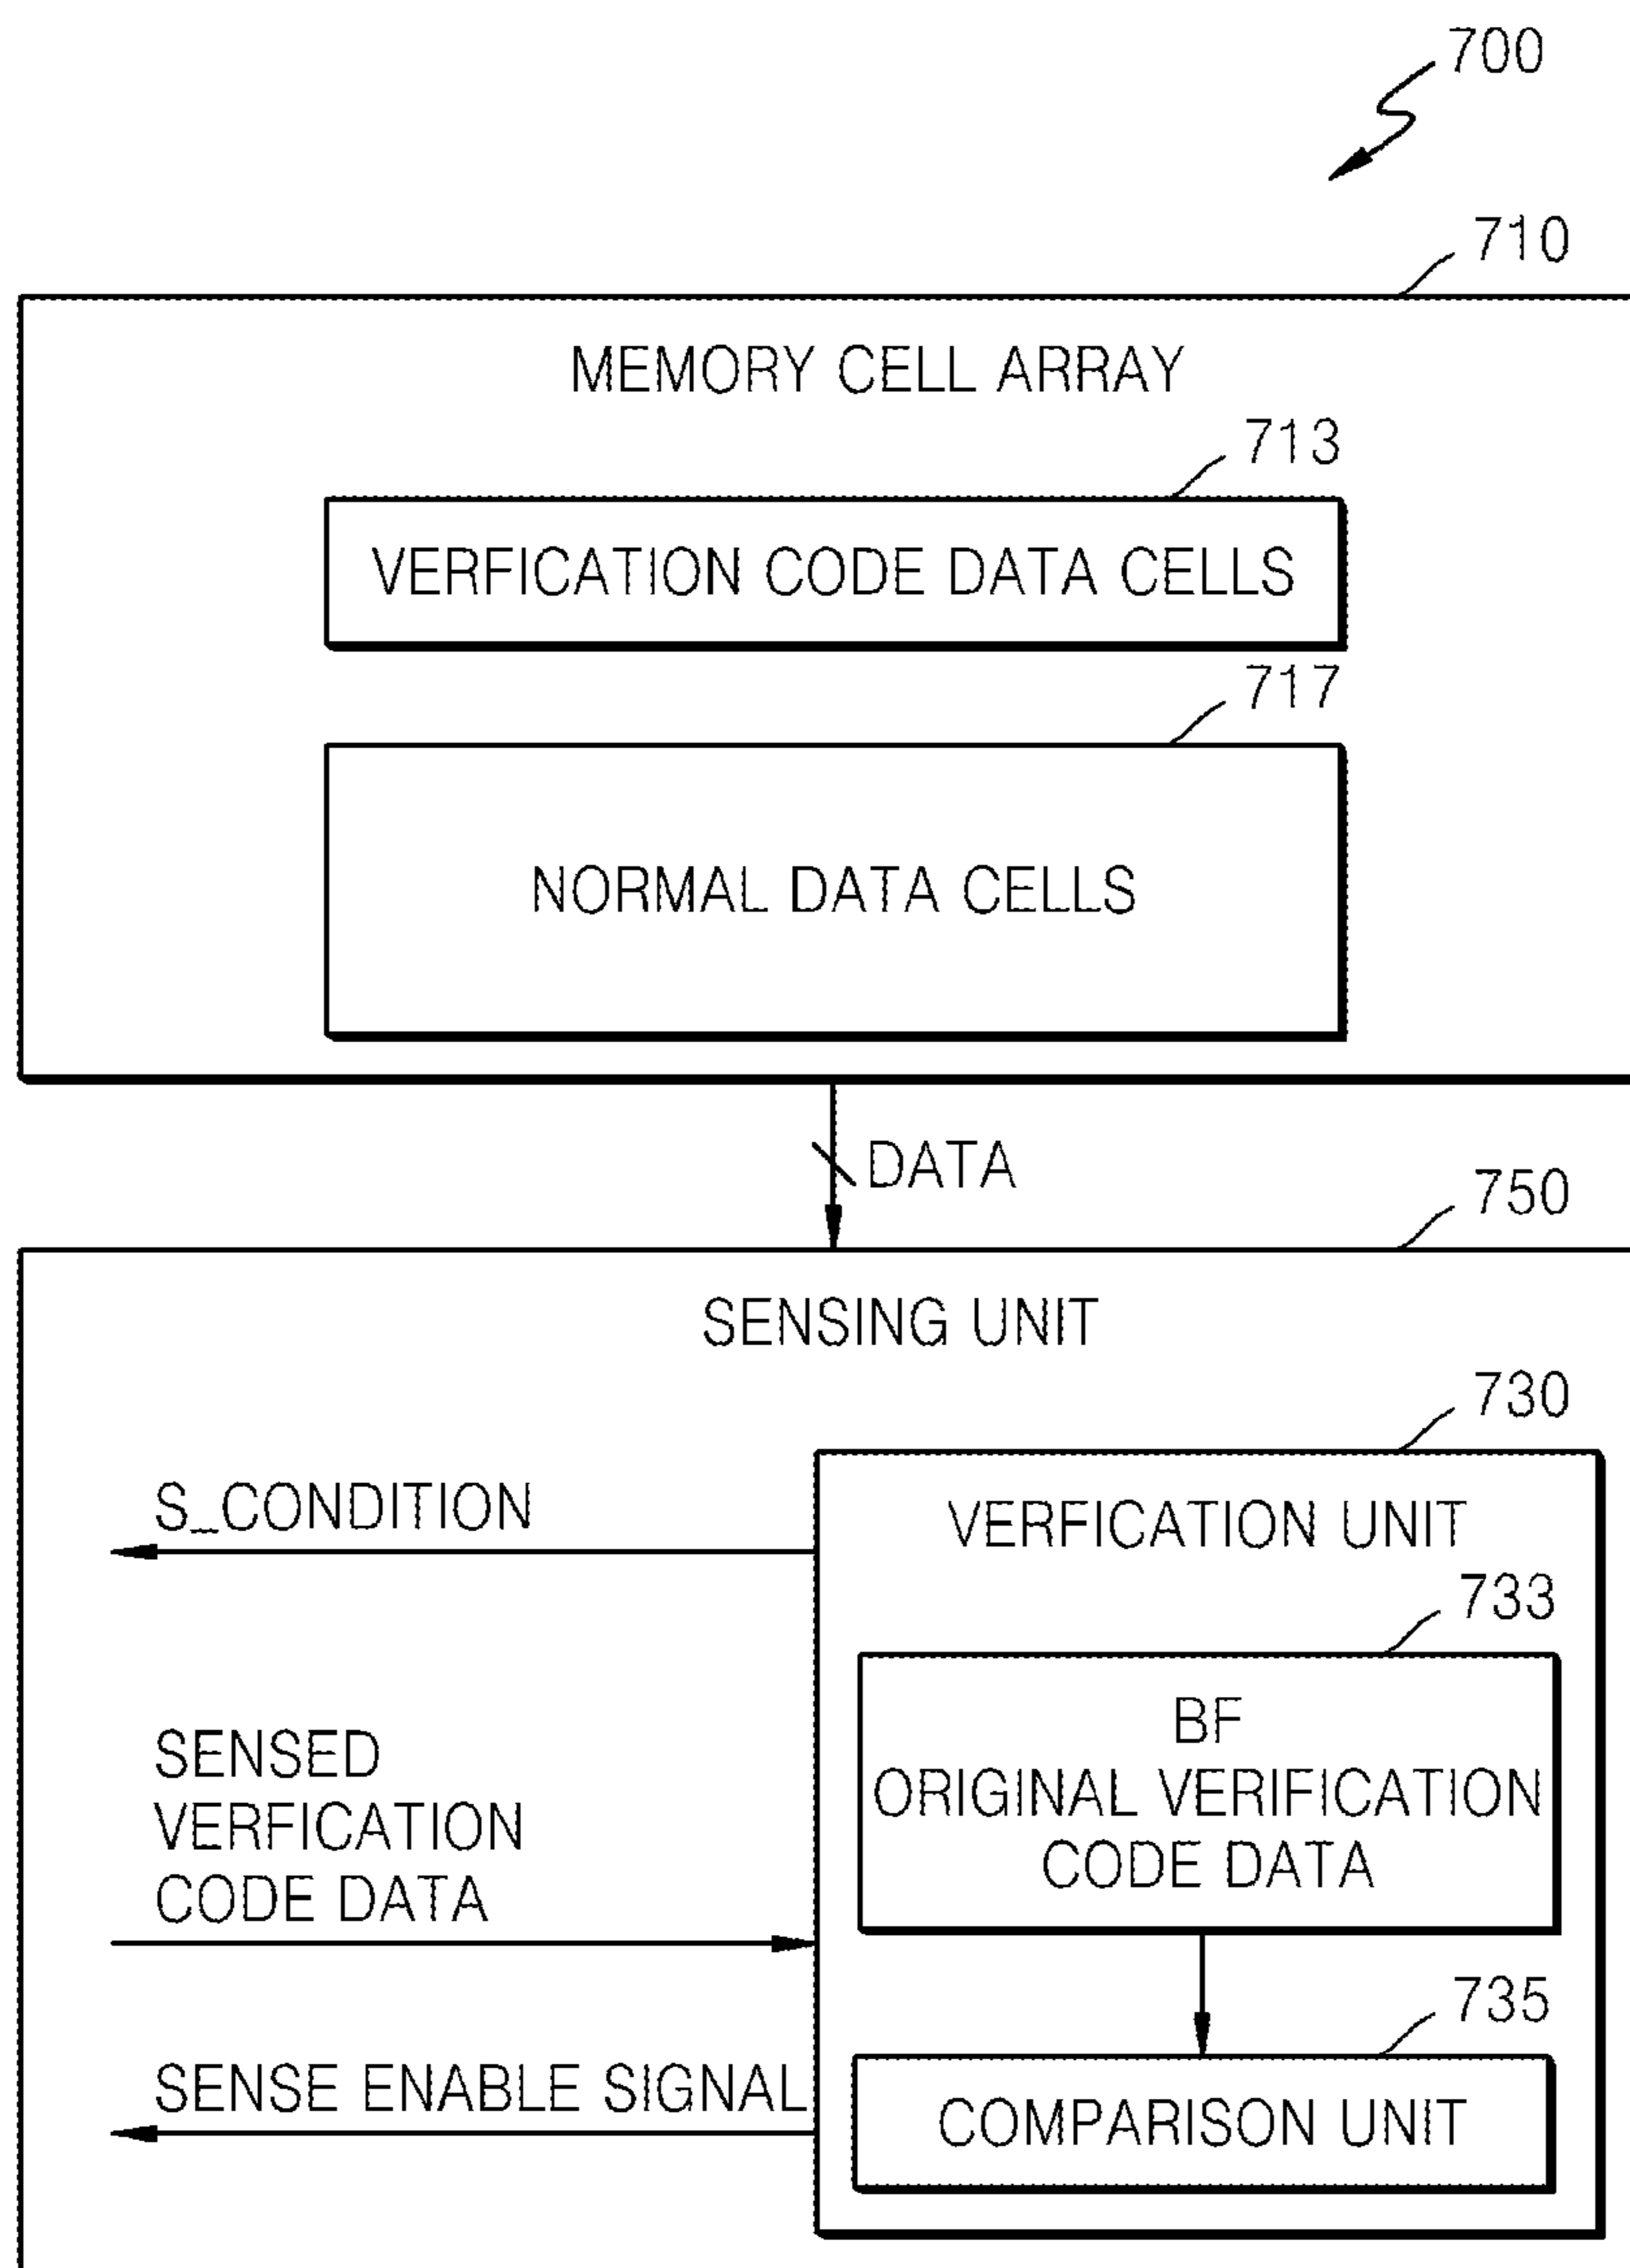 700
710
MEMORY CELL ARRAY
713
VERFICATION CODE DATA CELLS
717
NORMAL DATA CELLS
DATA
750
SENSING UNIT
730
S_CONDITION
VERFICATION UNIT
733
BF
ORIGINAL VERIFICATION
CODE DATA
SENSED
VERFICATION
CODE DATA
735
SENSE ENABLE SIGNAL
COMPARISON UNIT